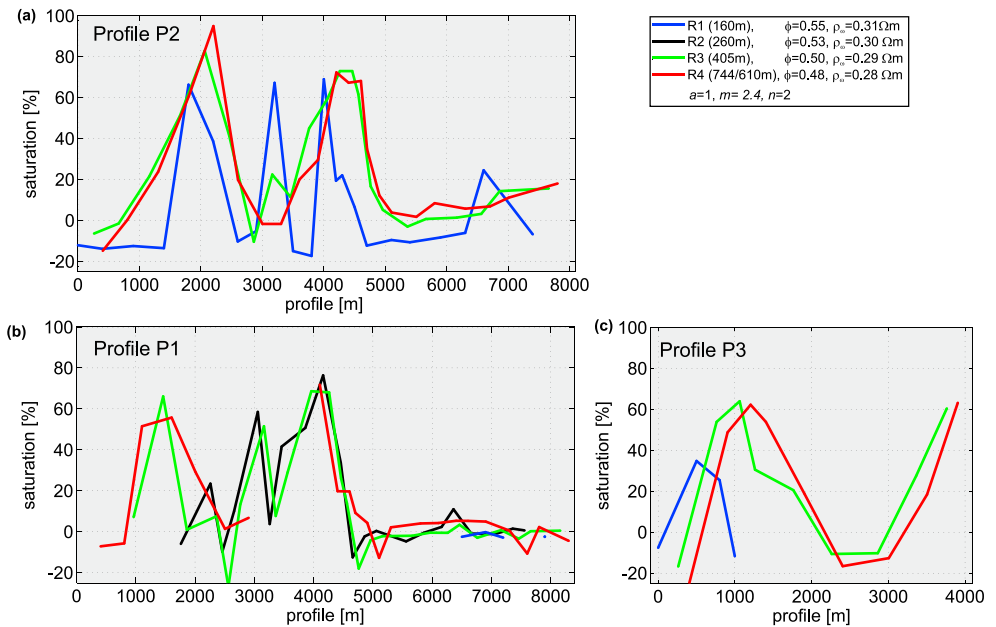 (a)
Profile P2
saturation [%]
100
80
60
40
20
0
-20
0 1000 2000 3000 4000 5000 6000 7000 8000
profile [m]
R1 (160m), ϕ=0.55, ρω=0.31Ωm
R2 (260m) ϕ=0.53, ρω=0.30 Ωm
R3 (405m) ϕ=0.50, ρω=0.29 Ωm
R4 (744/610m), ϕ=0.48, ρω=0.28 Ωm
a=1, m= 2.4, n=2
(b)
Profile P1
saturation [%]
100
80
60
40
20
0
-20
0 1000 2000 3000 4000 5000 6000 7000 8000
profile [m]
(c)
Profile P3
saturation [%]
100
80
60
40
20
0
-20
0 1000 2000 3000 4000
profile [m]